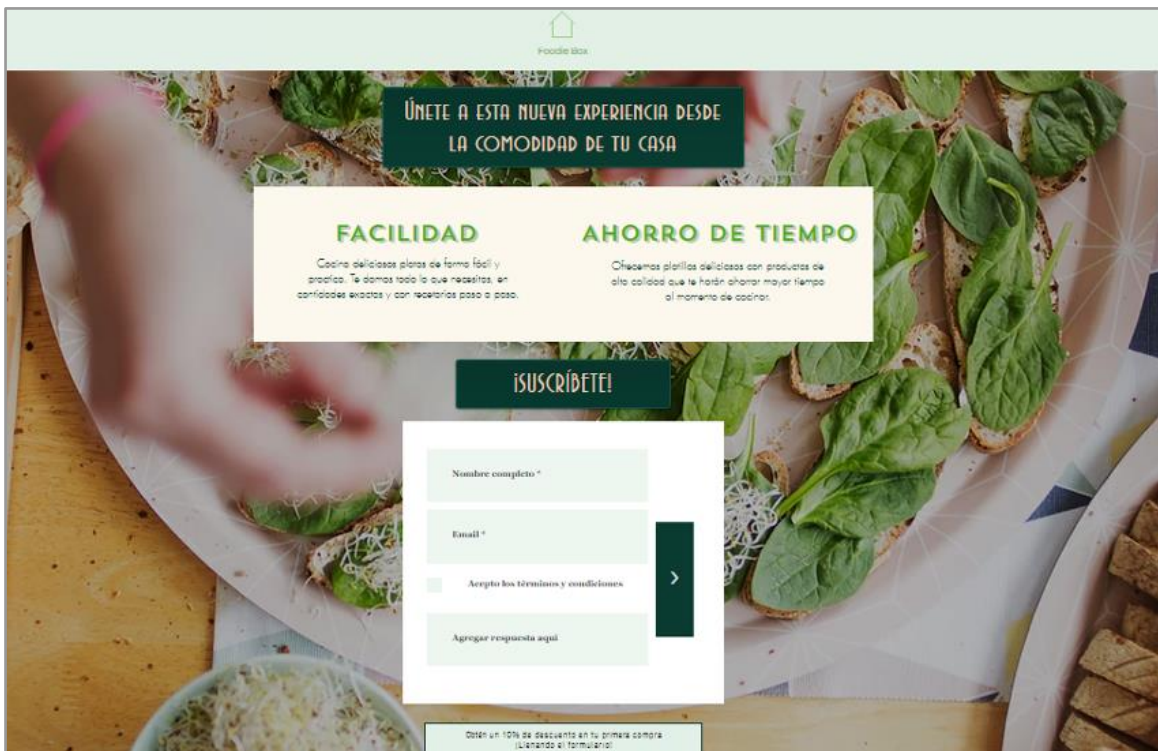 Foodie Box
ÚNETE A ESTA NUEVA EXPERIENCIA DESDE
LA COMODIDAD DE TU CASA
FACILIDAD
Cocina deliciosos platos de forma fácil y
practica. Te damos todo lo que necesitas, en
cantidades exactas y con recetarios paso a paso.
AHORRO DE TIEMPO
Ofrecemos platillos deliciosos con productos de
alta calidad que te harán ahorrar mayor tiempo
al momento de cocinar.
¡SUSCRÍBETE!
Nombre completo *
Email *
Acepto los términos y condiciones
Agregar respuesta aquí
Obtén un 10% de descuento en tu primera compra
¡Llenando el formulario!